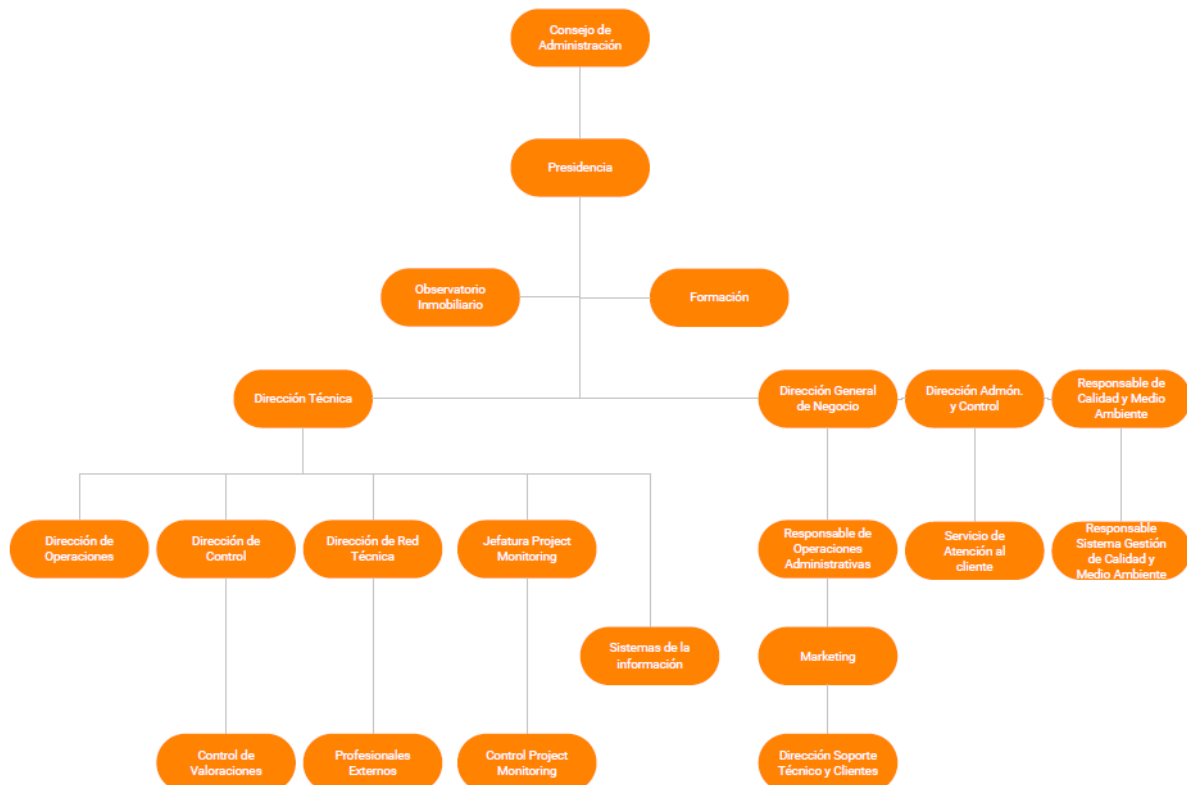 Consejo de
Administración
Presidencia
Observatorio
Inmobiliario
Formación
Dirección Técnica
Dirección General
de Negocio
Dirección Admón.
y Control
Responsable de
Calidad y Medio
Ambiente
Dirección de
Operaciones
Dirección de
Control
Dirección de Red
Técnica
Jefatura Project
Monitoring
Responsable de
Operaciones
Administrativas
Servicio de
Atención al
cliente
Responsable
Sistema Gestión
de Calidad y
Medio Ambiente
Sistemas de la
información
Marketing
Control de
Valoraciones
Profesionales
Externos
Control Project
Monitoring
Dirección Soporte
Técnico y Clientes